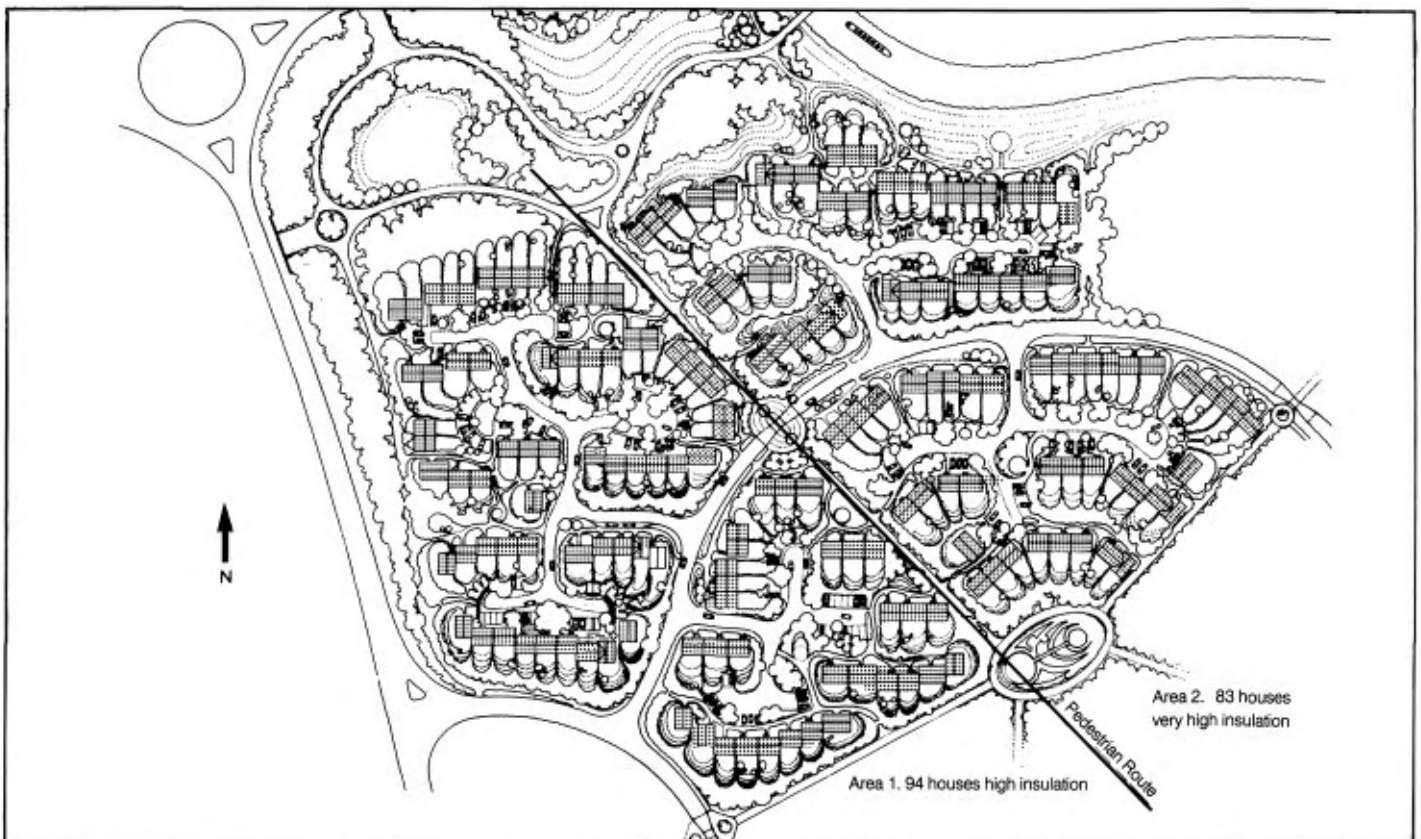 N
Area 2. 83 houses
very high insulation
Pedestrian Route
Area 1. 94 houses high insulation